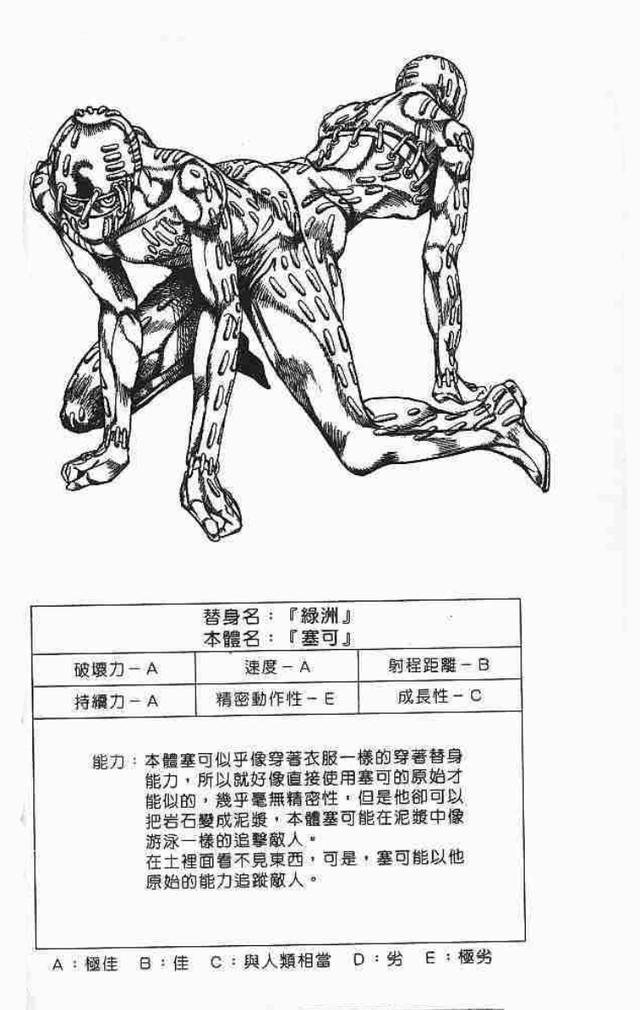 替身名：『綠洲』
本體名：『塞可』
破壞力－A 速度－A 射程距離－B
持續力－A 精密動作性－E 成長性－C
能力：本體塞可似乎像穿著衣服一樣的穿著替身
能力，所以就好像直接使用塞可的原始才
能似的，幾乎毫無精密性，但是他卻可以
把岩石變成泥漿，本體塞可能在泥漿中像
游泳一樣的追擊敵人。
在土裡面看不見東西，可是，塞可能以他
原始的能力追蹤敵人。
A：極佳 B：佳 C：與人類相當 D：劣 E：極劣